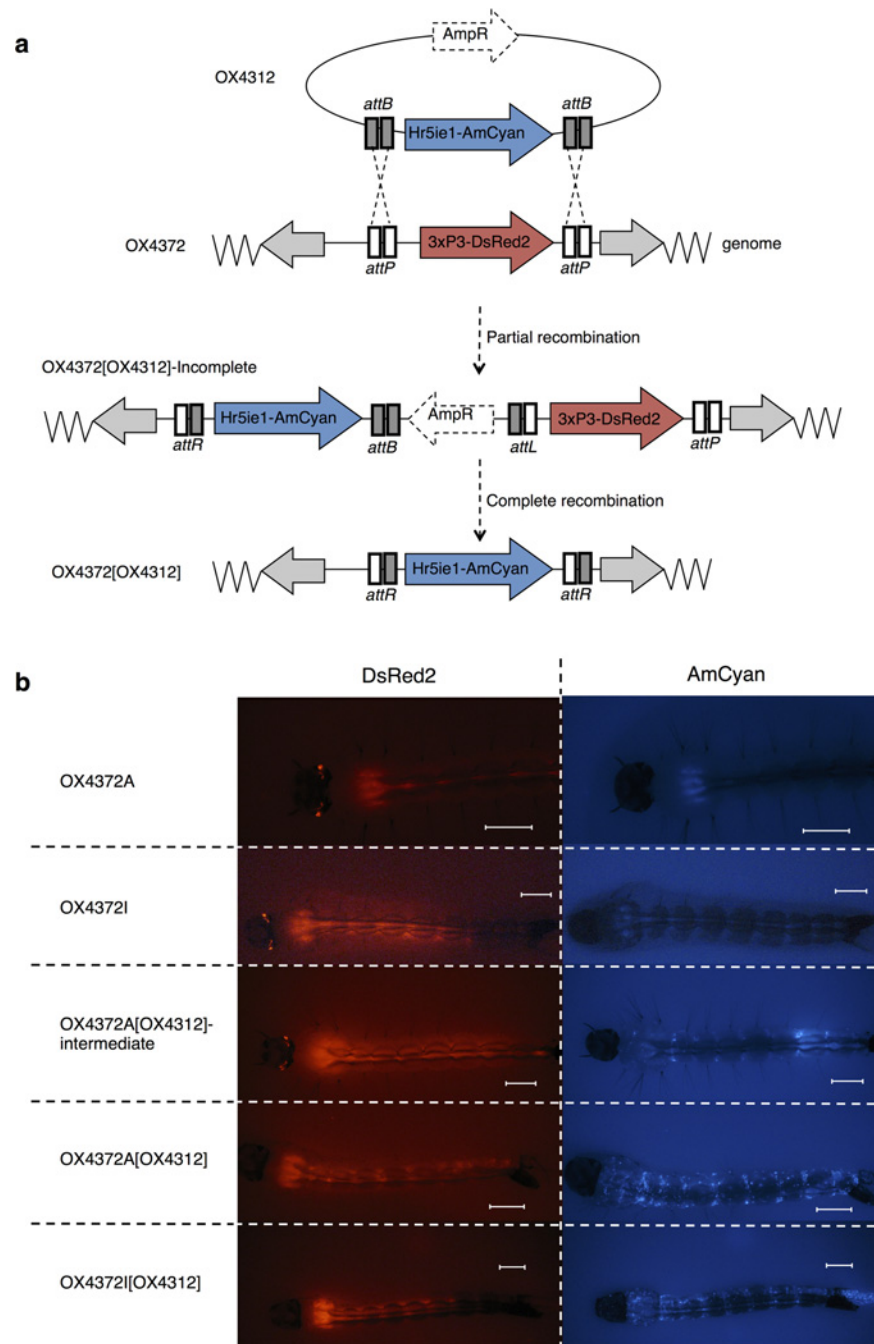 a
AmpR
OX4312
attB
attB
Hr5ie1-AmCyan
OX4372
3xP3-DsRed2
genome
attP
attP
Partial recombination
OX4372[OX4312]-Incomplete
Hr5ie1-AmCyan
AmpR
3xP3-DsRed2
attR
attB
attL
attP
Complete recombination
OX4372[OX4312]
Hr5ie1-AmCyan
attR
attR
b
DsRed2
AmCyan
OX4372A
OX4372I
OX4372A[OX4312]-
intermediate
OX4372A[OX4312]
OX4372I[OX4312]